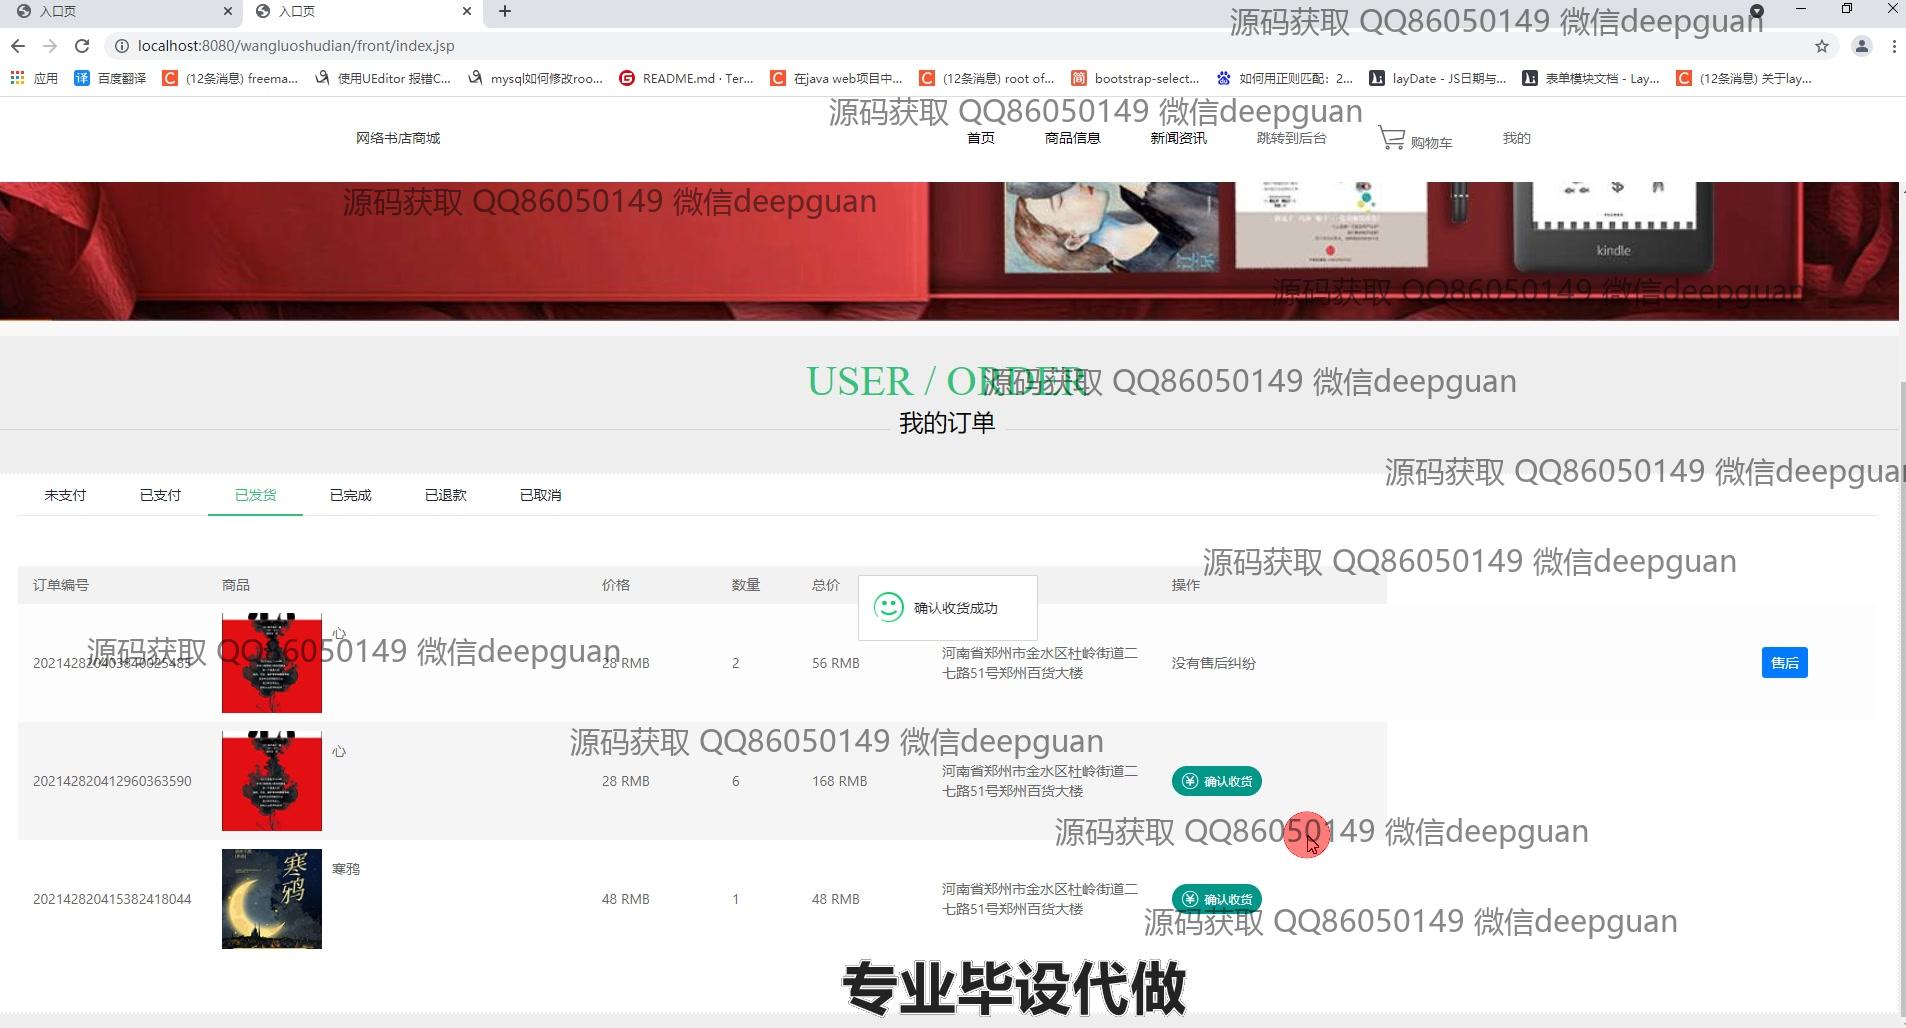 入口页
入口页
源码获取 QQ86050149 微信deepguan
localhost:8080/wangluoshudian/front/index.jsp
应用 百度翻译 (12条消息) freema... 使用UEditor 报错C... mysql如何修改roo... README.md · Ter... 在java web项目中... (12条消息) root of... bootstrap-select... 如何用正则匹配：2... layDate - JS日期与... 表单模块文档 - Lay... (12条消息) 关于lay...
源码获取 QQ86050149 微信deepguan
网络书店商城 首页 商品信息 新闻资讯 跳转到后台 购物车 我的
源码获取 QQ86050149 微信deepguan
kindle
源码获取 QQ86050149 微信deepguan
USER / ORDER
源码获取 QQ86050149 微信deepguan
我的订单
源码获取 QQ86050149 微信deepguan
未支付 已支付 已发货 已完成 已退款 已取消
源码获取 QQ86050149 微信deepguan
订单编号 商品 价格 数量 总价 操作
确认收货成功
心
源码获取 QQ86050149 微信deepguan
202142820403840025485 28 RMB 2 56 RMB 河南省郑州市金水区杜岭街道二 没有售后纠纷 售后
七路51号郑州百货大楼
源码获取 QQ86050149 微信deepguan
心
202142820412960363590 28 RMB 6 168 RMB 河南省郑州市金水区杜岭街道二 确认收货
七路51号郑州百货大楼
源码获取 QQ86050149 微信deepguan
寒鸦
寒鸦
202142820415382418044 48 RMB 1 48 RMB 河南省郑州市金水区杜岭街道二 确认收货
七路51号郑州百货大楼
源码获取 QQ86050149 微信deepguan
专业毕设代做